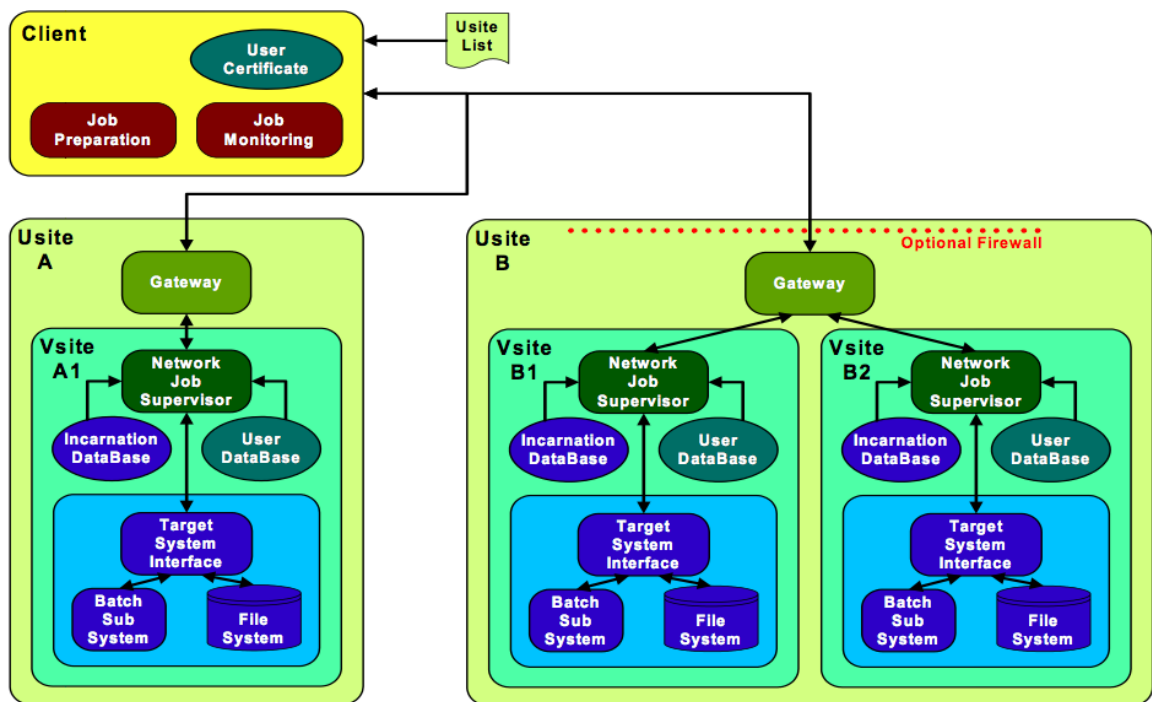 Client
User
Certificate
Usite
List
Job
Preparation
Job
Monitoring
Usite
A
Gateway
Vsite
A1
Network
Job
Supervisor
Incarnation
DataBase
User
DataBase
Target
System
Interface
Batch
Sub
System
File
System
Usite
B
Optional Firewall
Gateway
Vsite
B1
Network
Job
Supervisor
Incarnation
DataBase
User
DataBase
Target
System
Interface
Batch
Sub
System
File
System
Vsite
B2
Network
Job
Supervisor
Incarnation
DataBase
User
DataBase
Target
System
Interface
Batch
Sub
System
File
System